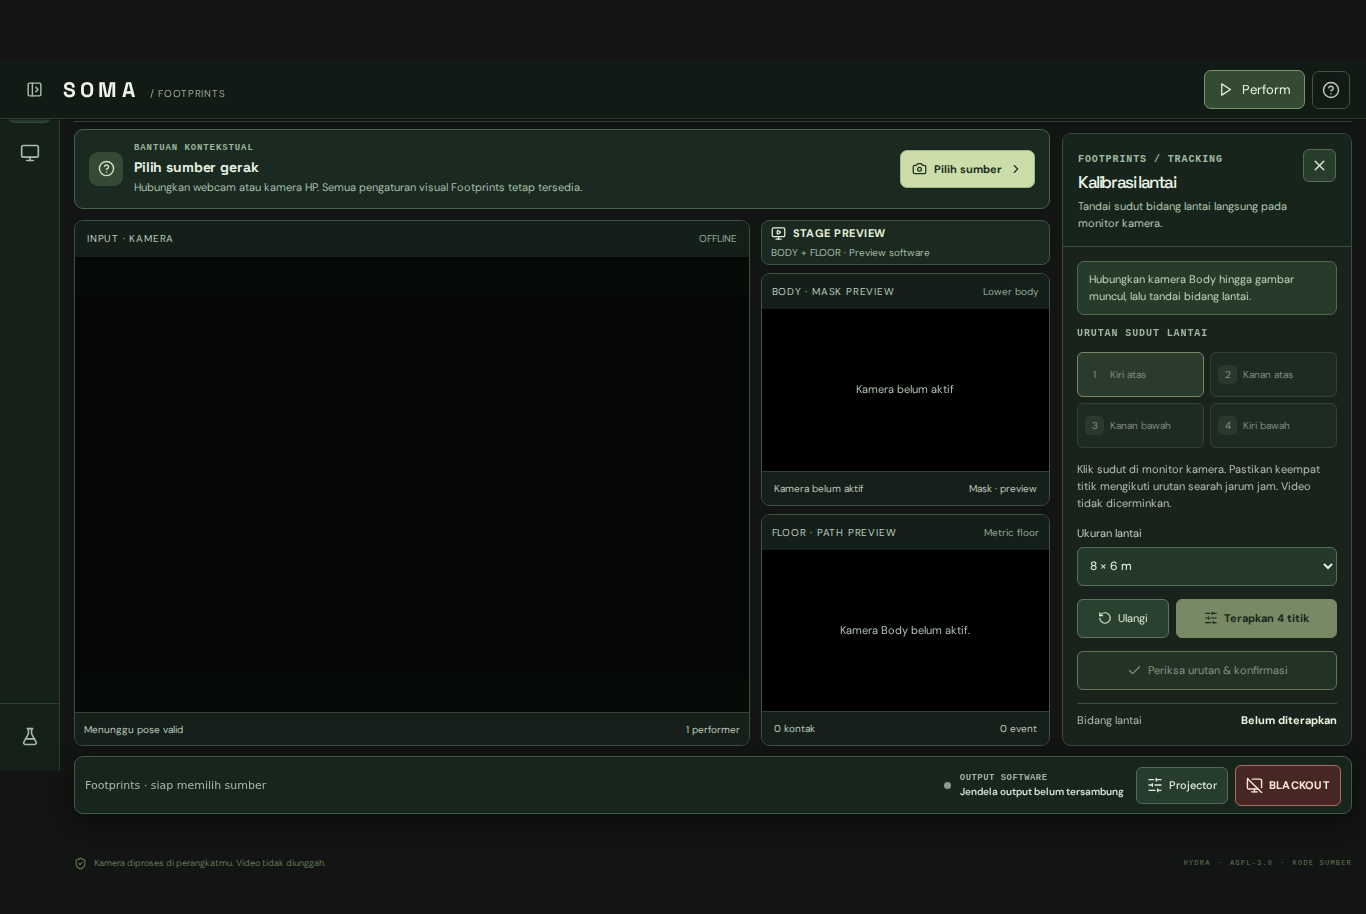 SOMA / FOOTPRINTS
Perform
BANTUAN KONTEKSTUAL
Pilih sumber gerak
Hubungkan webcam atau kamera HP. Semua pengaturan visual Footprints tetap tersedia.
Pilih sumber
INPUT · KAMERA
OFFLINE
Menunggu pose valid
1 performer
STAGE PREVIEW
BODY + FLOOR · Preview software
BODY · MASK PREVIEW
Lower body
Kamera belum aktif
Kamera belum aktif
Mask · preview
FLOOR · PATH PREVIEW
Metric floor
Kamera Body belum aktif.
0 kontak
0 event
FOOTPRINTS / TRACKING
Kalibrasi lantai
Tandai sudut bidang lantai langsung pada
monitor kamera.
Hubungkan kamera Body hingga gambar
muncul, lalu tandai bidang lantai.
URUTAN SUDUT LANTAI
1 Kiri atas
2 Kanan atas
3 Kanan bawah
4 Kiri bawah
Klik sudut di monitor kamera. Pastikan keempat
titik mengikuti urutan searah jarum jam. Video
tidak dicerminkan.
Ukuran lantai
8 × 6 m
Ulangi
Terapkan 4 titik
Periksa urutan & konfirmasi
Bidang lantai
Belum diterapkan
Footprints · siap memilih sumber
OUTPUT SOFTWARE
Jendela output belum tersambung
Projector
BLACKOUT
Kamera diproses di perangkatmu. Video tidak diunggah.
HYDRA · AGPL-3.0 · KODE SUMBER